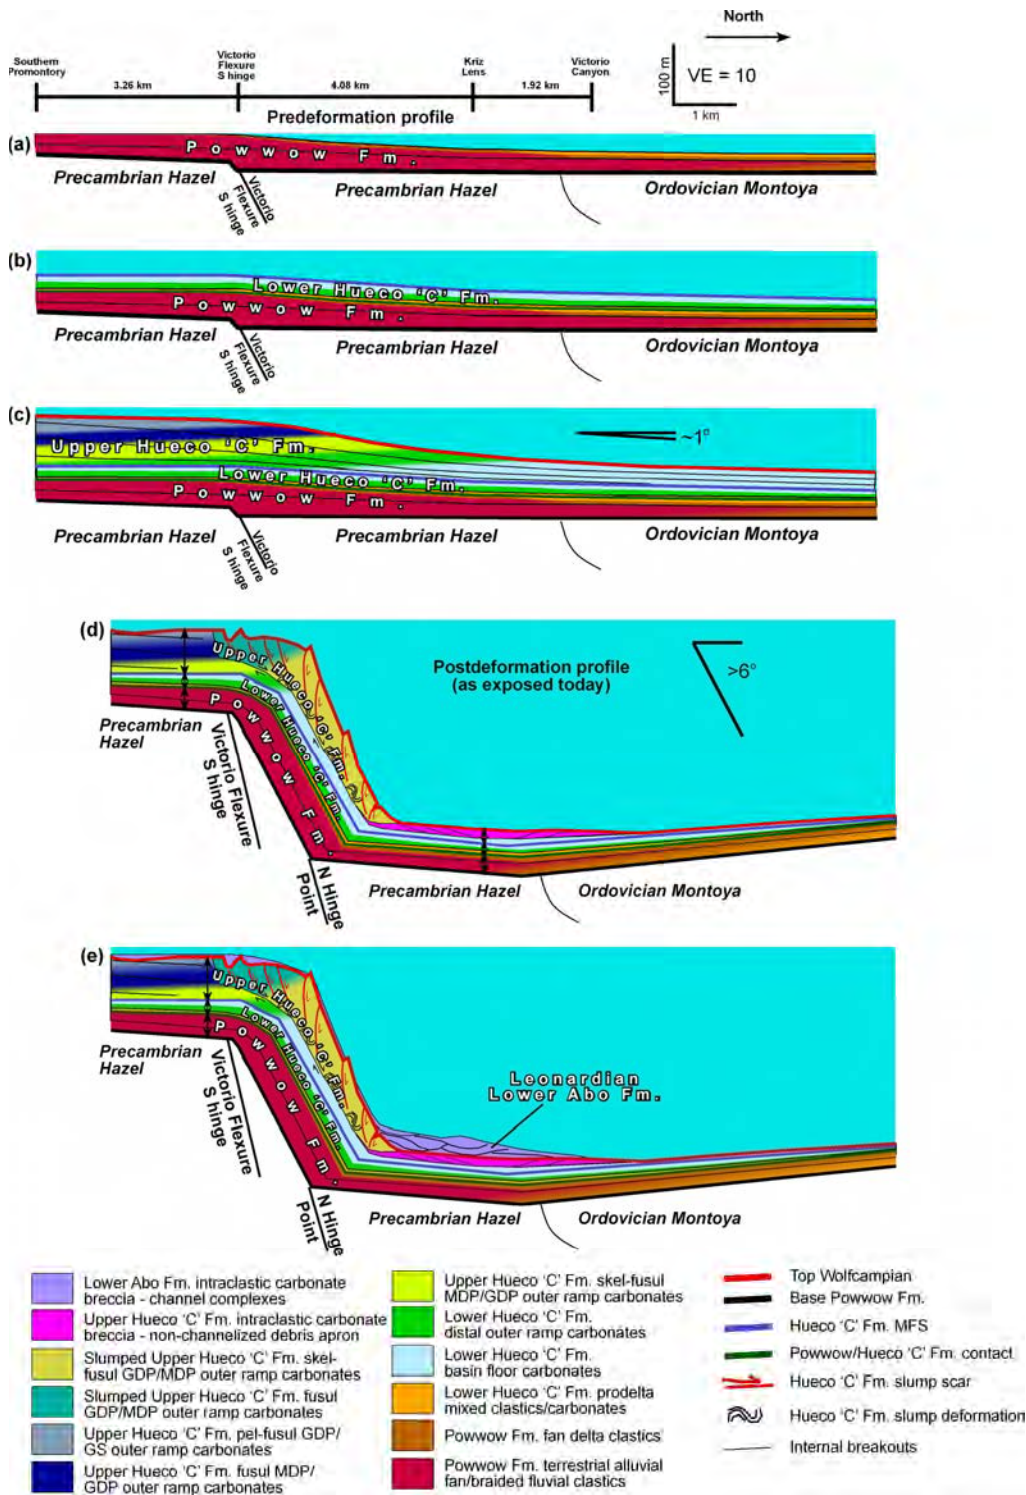 North
Southern
Promontory
Victorio
Flexure
S hinge
Kriz
Lens
Victorio
Canyon
3.26 km
4.08 km
1.92 km
100 m
VE = 10
1 km
Predeformation profile
(a)
Powwow Fm.
Precambrian Hazel
Victorio
Flexure
S hinge
Precambrian Hazel
Ordovician Montoya
(b)
Lower Hueco 'C' Fm.
Powwow Fm.
Precambrian Hazel
Victorio
Flexure
S hinge
Precambrian Hazel
Ordovician Montoya
(c)
~1°
Upper Hueco 'C' Fm.
Lower Hueco 'C' Fm.
Powwow Fm.
Precambrian Hazel
Victorio
Flexure
S hinge
Precambrian Hazel
Ordovician Montoya
(d)
Upper Hueco 'C' Fm.
Lower Hueco 'C' Fm.
Powwow Fm.
Postdeformation profile
(as exposed today)
>6°
Precambrian
Hazel
Victorio Flexure
S hinge
N Hinge
Point
Precambrian Hazel
Ordovician Montoya
(e)
Upper Hueco 'C' Fm.
Lower Hueco 'C' Fm.
Powwow Fm.
Leonardian
Lower Abo Fm.
Precambrian
Hazel
Victorio Flexure
S hinge
N Hinge
Point
Precambrian Hazel
Ordovician Montoya
Lower Abo Fm. intraclastic carbonate
breccia - channel complexes
Upper Hueco 'C' Fm. intraclastic carbonate
breccia - non-channelized debris apron
Slumped Upper Hueco 'C' Fm. skel-
fusul GDP/MDP outer ramp carbonates
Slumped Upper Hueco 'C' Fm. fusul
GDP/MDP outer ramp carbonates
Upper Hueco 'C' Fm. pel-fusul GDP/
GS outer ramp carbonates
Upper Hueco 'C' Fm. fusul MDP/
GDP outer ramp carbonates
Upper Hueco 'C' Fm. skel-fusul
MDP/GDP outer ramp carbonates
Lower Hueco 'C' Fm.
distal outer ramp carbonates
Lower Hueco 'C' Fm.
basin floor carbonates
Lower Hueco 'C' Fm. prodelta
mixed clastics/carbonates
Powwow Fm. fan delta clastics
Powwow Fm. terrestrial alluvial
fan/braided fluvial clastics
Top Wolfcampian
Base Powwow Fm.
Hueco 'C' Fm. MFS
Powwow/Hueco 'C' Fm. contact
Hueco 'C' Fm. slump scar
Hueco 'C' Fm. slump deformation
Internal breakouts